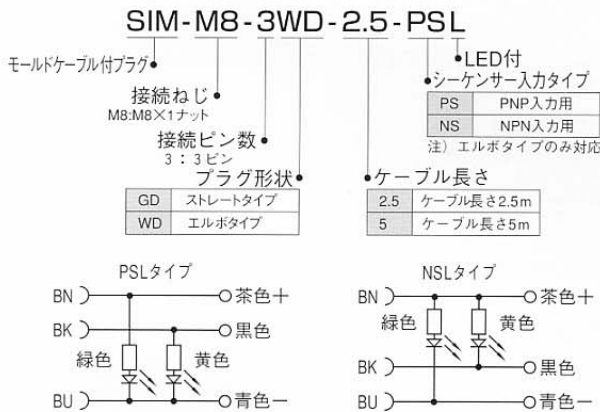 SIM-M8-3WD-2.5-PSL
モールドケーブル付プラグ
LED付
シーケンサー入力タイプ
PS PNP入力用
NS NPN入力用
注）エルボタイプのみ対応
接続ねじ
M8:M8×1ナット
接続ピン数
3：3ピン
プラグ形状
GD ストレートタイプ
WD エルボタイプ
ケーブル長さ
2.5 ケーブル長さ2.5m
5 ケーブル長さ5m
PSLタイプ
BN 茶色＋
BK 黒色
緑色 黄色
BU 青色－
NSLタイプ
BN 茶色＋
緑色 黄色
BK 黒色
BU 青色－